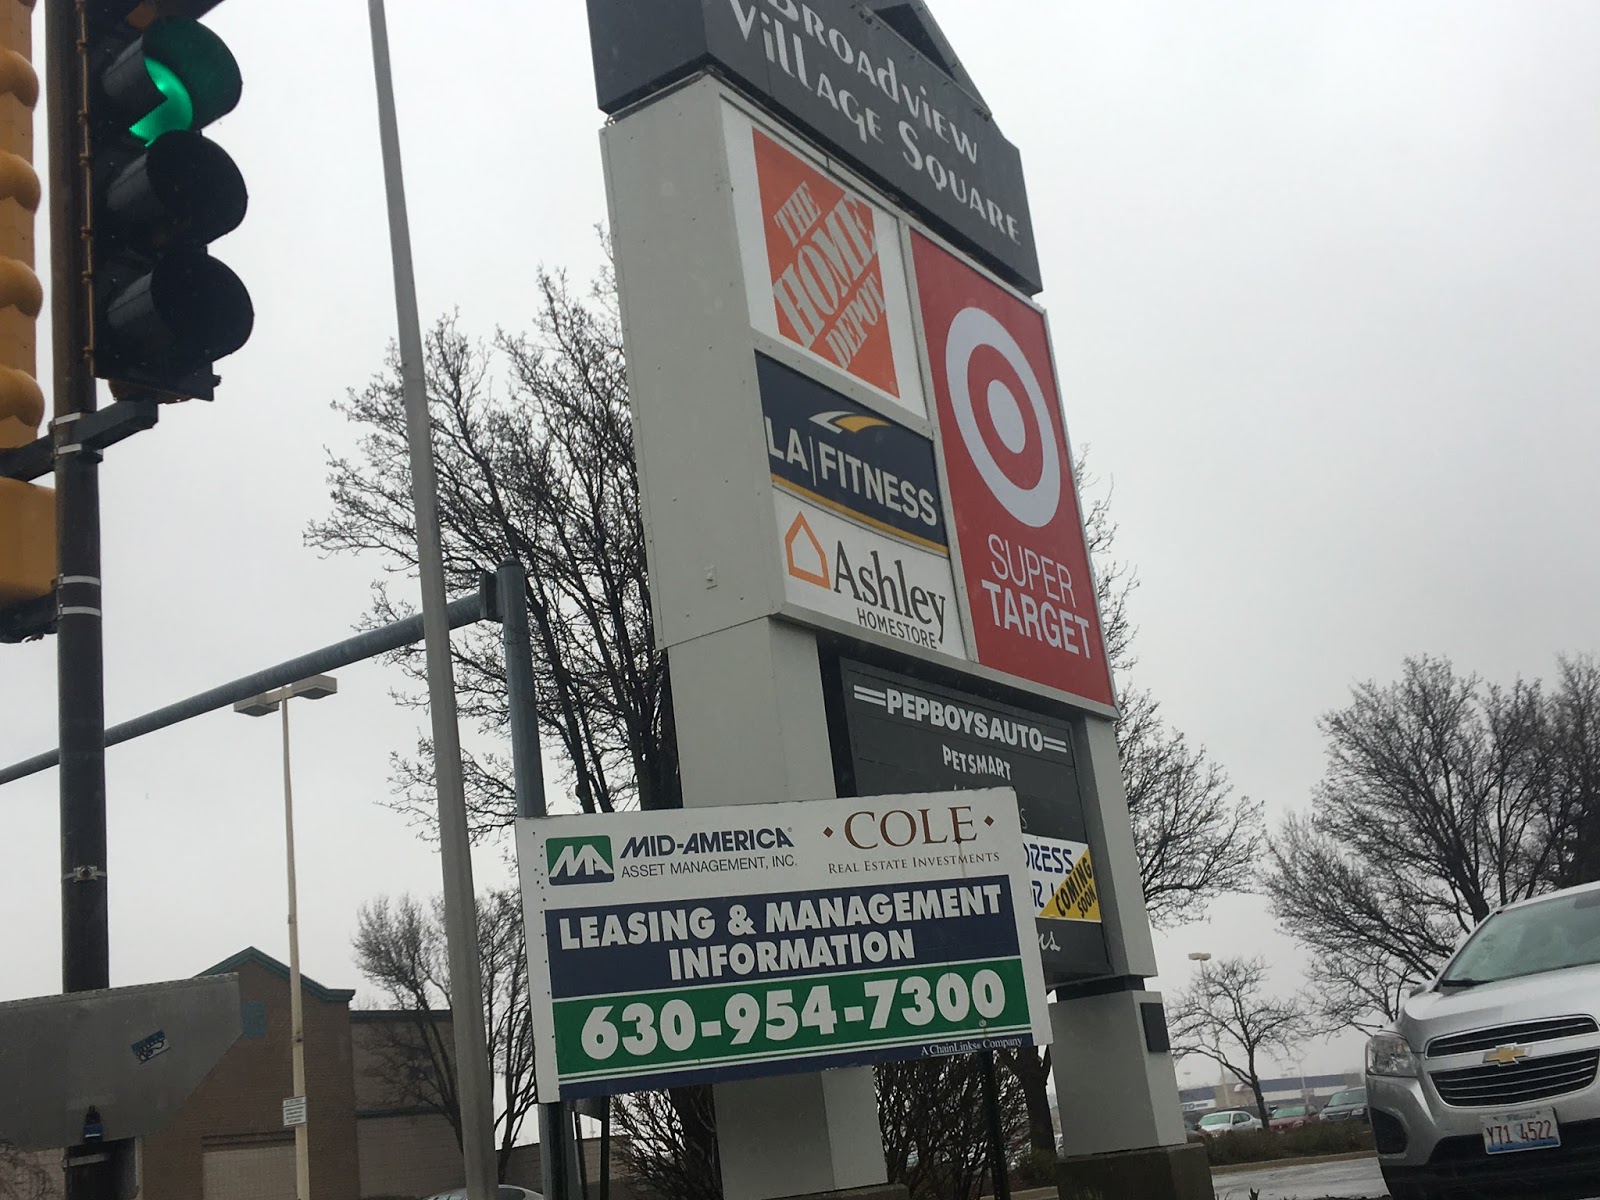 BROADVIEW
VILLAGE SQUARE
THE
HOME
DEPOT
LA FITNESS
Ashley
HOMESTORE
SUPER
TARGET
PEPBOYSAUTO
PETSMART
COMING
SOON
MA MID-AMERICA
ASSET MANAGEMENT, INC.
COLE
REAL ESTATE INVESTMENTS
LEASING & MANAGEMENT
INFORMATION
630-954-7300
A ChainLinks Company
Y71 4522